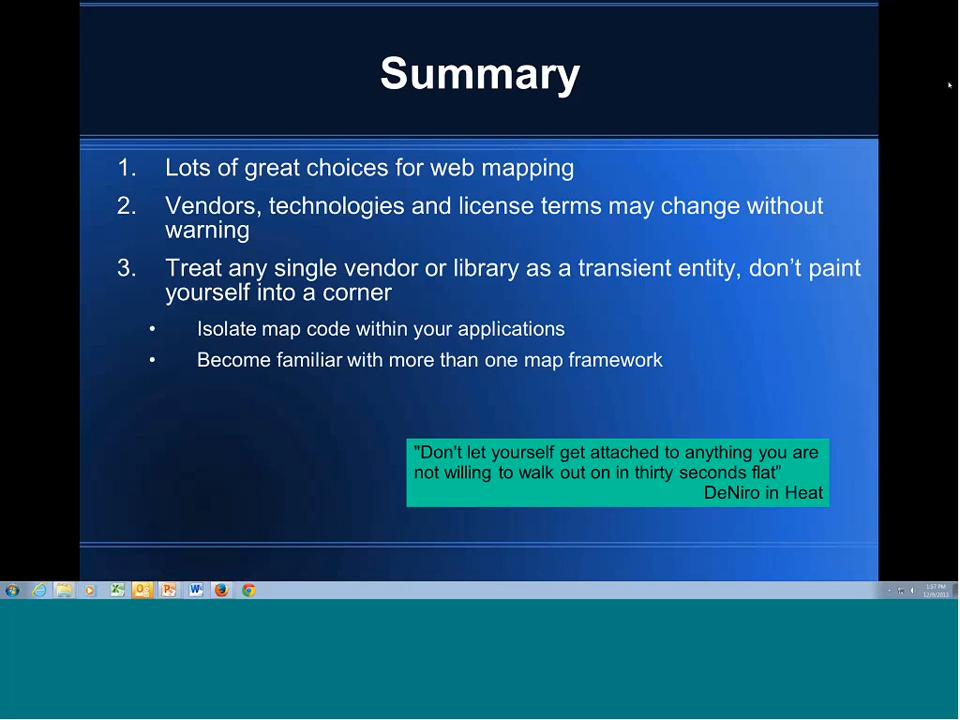 Summary
1. Lots of great choices for web mapping
2. Vendors, technologies and license terms may change without
warning
3. Treat any single vendor or library as a transient entity, don’t paint
yourself into a corner
• Isolate map code within your applications
• Become familiar with more than one map framework
"Don't let yourself get attached to anything you are
not willing to walk out on in thirty seconds flat”
DeNiro in Heat
1:57 PM